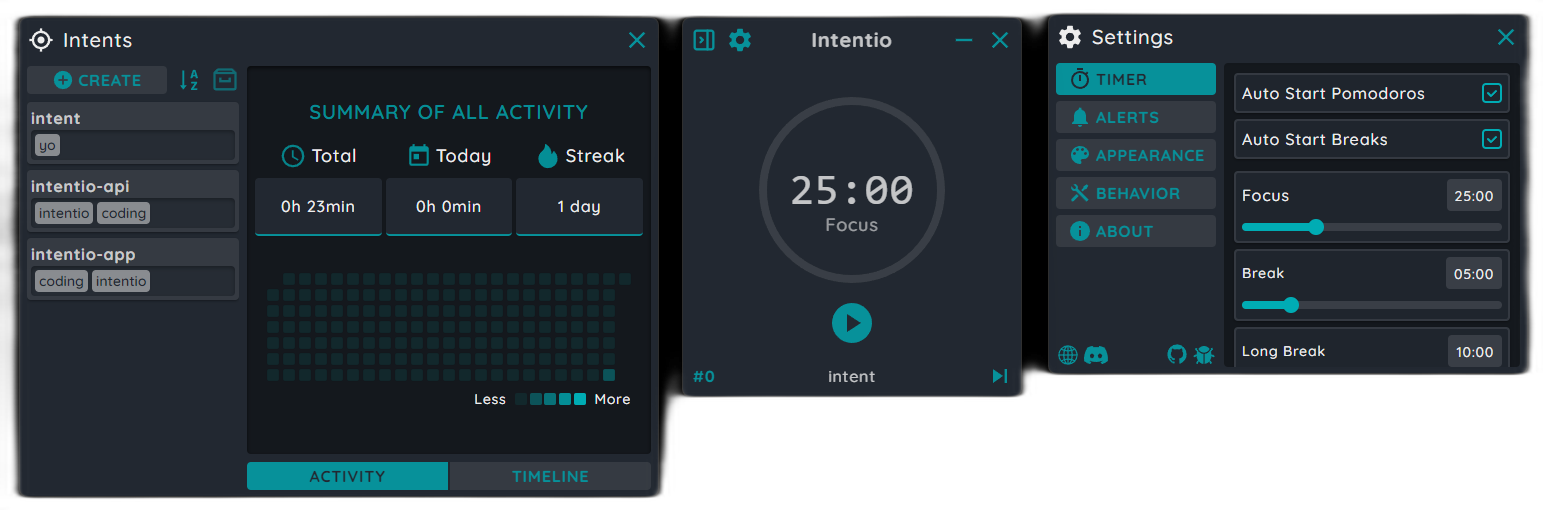 Intents
CREATE
A
Z
intent
yo
intentio-api
intentio coding
intentio-app
coding intentio
SUMMARY OF ALL ACTIVITY
Total Today Streak
0h 23min 0h 0min 1 day
Less More
ACTIVITY TIMELINE
Intentio
25:00
Focus
#0 intent
Settings
TIMER
ALERTS
APPEARANCE
BEHAVIOR
ABOUT
Auto Start Pomodoros
Auto Start Breaks
Focus 25:00
Break 05:00
Long Break 10:00